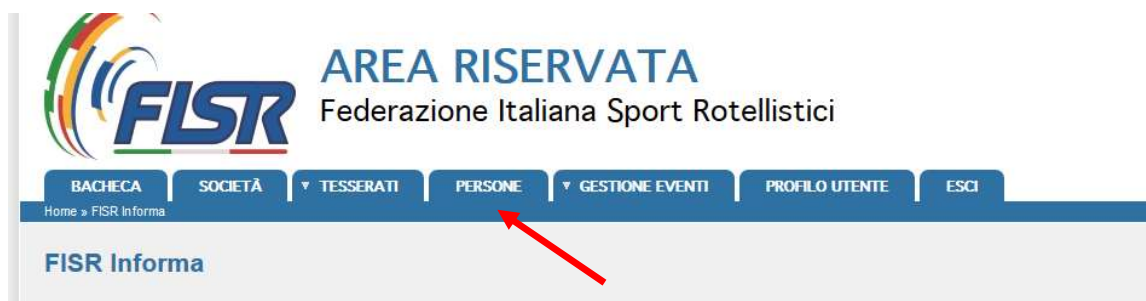 FISR
AREA RISERVATA
Federazione Italiana Sport Rotellistici
BACHECA SOCIETÀ ▼ TESSERATI PERSONE ▼ GESTIONE EVENTI PROFILO UTENTE ESCI
Home » FISR Informa
FISR Informa